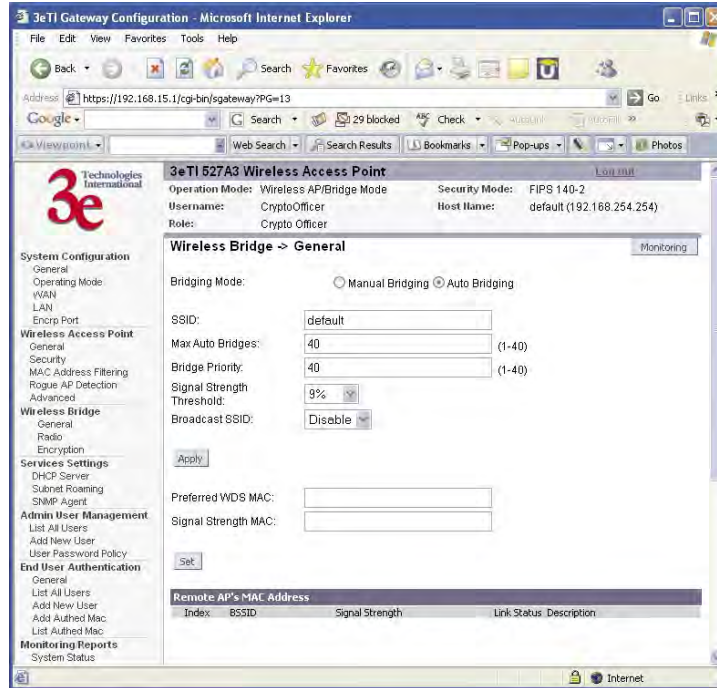 3eTI Gateway Configuration - Microsoft Internet Explorer
File Edit View Favorites Tools Help
Back Search Favorites
Address https://192.168.15.1/cgi-bin/sgateway?PG=13 Go Links
Google Search 29 blocked Check
Viewpoint Web Search Search Results Bookmarks Pop-ups Photos
3e Technologies International
System Configuration
General
Operating Mode
WAN
LAN
Encrp Port
Wireless Access Point
General
Security
MAC Address Filtering
Rogue AP Detection
Advanced
Wireless Bridge
General
Radio
Encryption
Services Settings
DHCP Server
Subnet Roaming
SNMP Agent
Admin User Management
List All Users
Add New User
User Password Policy
End User Authentication
General
List All Users
Add New User
Add Authed Mac
List Authed Mac
Monitoring Reports
System Status
3eTI 527A3 Wireless Access Point Log out
Operation Mode: Wireless AP/Bridge Mode Security Mode: FIPS 140-2
Username: CryptoOfficer Host Name: default (192.168.254.254)
Role: Crypto Officer
Wireless Bridge -> General Monitoring
Bridging Mode: Manual Bridging Auto Bridging
SSID: default
Max Auto Bridges: 40 (1-40)
Bridge Priority: 40 (1-40)
Signal Strength Threshold: 9%
Broadcast SSID: Disable
Apply
Preferred WDS MAC:
Signal Strength MAC:
Set
Remote AP's MAC Address
Index BSSID Signal Strength Link Status Description
Internet